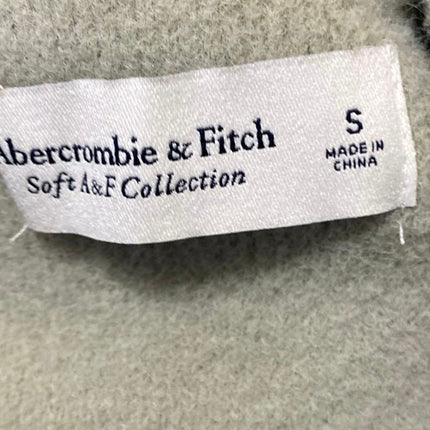 Abercrombie & Fitch
Soft A&F Collection
S
MADE IN
CHINA